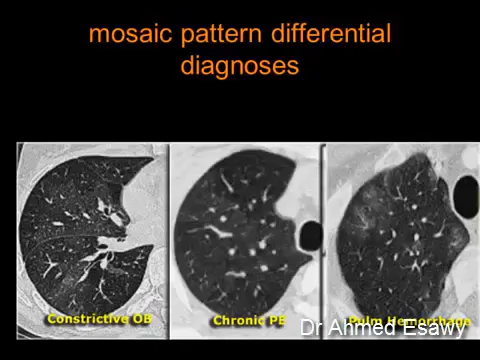 mosaic pattern differential
diagnoses
Constrictive OB
Chronic PE
Pulm Hemorrhage
Dr Ahmed Esawy